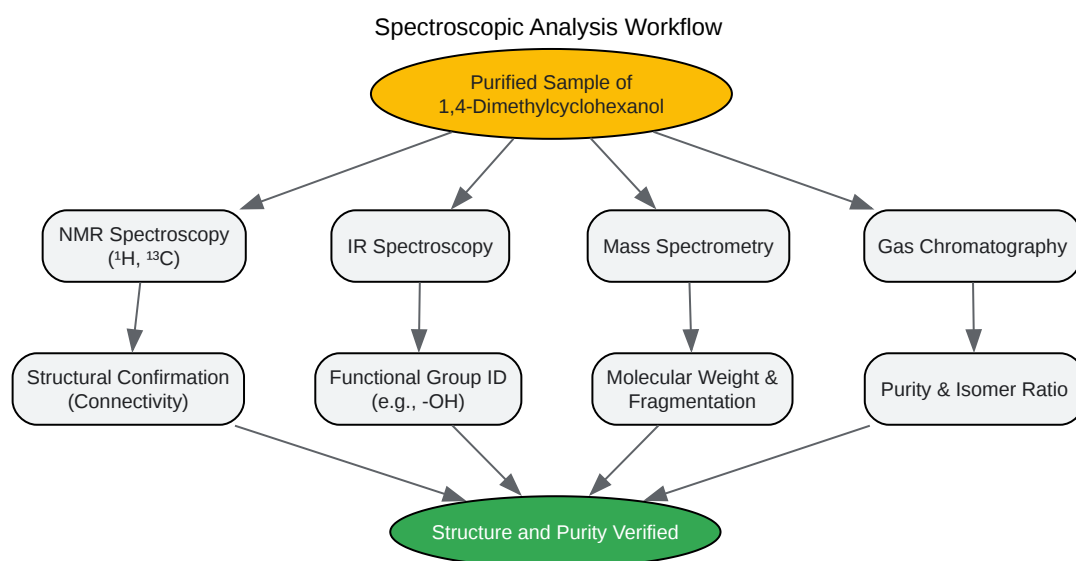 Spectroscopic Analysis Workflow
Purified Sample of
1,4-Dimethylcyclohexanol
NMR Spectroscopy
(¹H, ¹³C)
IR Spectroscopy
Mass Spectrometry
Gas Chromatography
Structural Confirmation
(Connectivity)
Functional Group ID
(e.g., -OH)
Molecular Weight &
Fragmentation
Purity & Isomer Ratio
Structure and Purity Verified